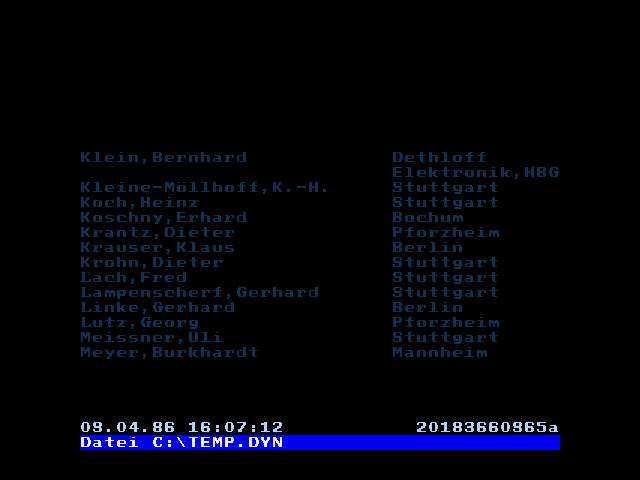 Klein,Bernhard Dethloff
Elektronik,HBG
Kleine-Möllhoff,K.-H. Stuttgart
Koch,Heinz Stuttgart
Koschny,Erhard Bochum
Krantz,Dieter Pforzheim
Krauser,Klaus Berlin
Krohn,Dieter Stuttgart
Lach,Fred Stuttgart
Lampenscherf,Gerhard Stuttgart
Linke,Gerhard Berlin
Lutz,Georg Pforzheim
Meissner,Uli Stuttgart
Meyer,Burkhardt Mannheim
09.04.86 16:07:12 20183660965a
Datei C:\TEMP.DYN